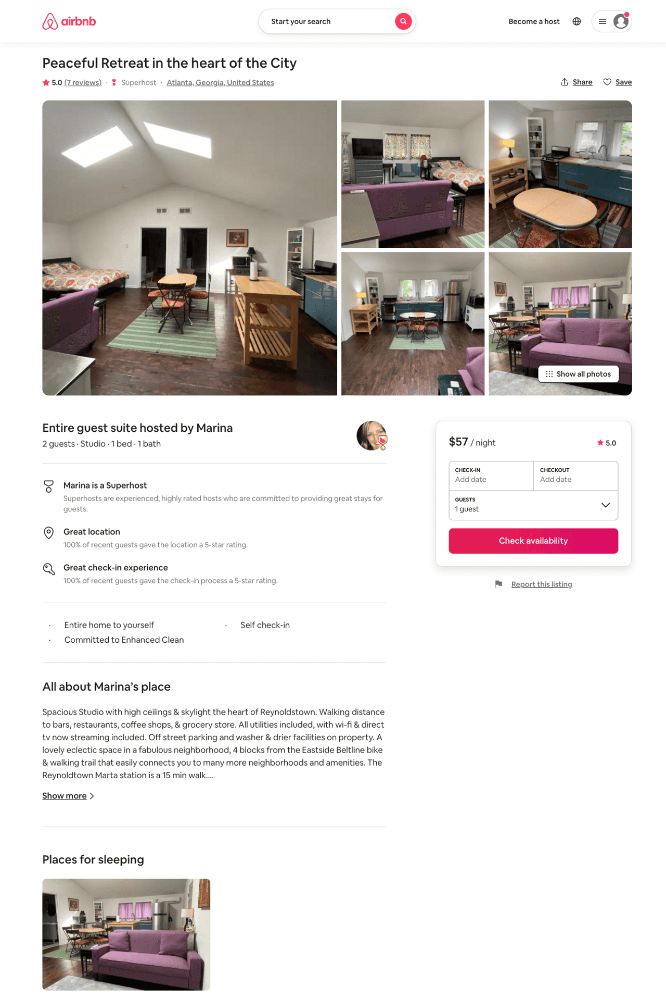 airbnb
Start your search
Become a host
Peaceful Retreat in the heart of the City
5.0 (7 reviews) · Superhost · Atlanta, Georgia, United States
Share Save
Show all photos
Entire guest suite hosted by Marina
2 guests · Studio · 1 bed · 1 bath
$57 / night
5.0
CHECK-IN
Add date
CHECKOUT
Add date
GUESTS
1 guest
Check availability
Report this listing
Marina is a Superhost
Superhosts are experienced, highly rated hosts who are committed to providing great stays for
guests.
Great location
100% of recent guests gave the location a 5-star rating.
Great check-in experience
100% of recent guests gave the check-in process a 5-star rating.
· Entire home to yourself
· Self check-in
· Committed to Enhanced Clean
All about Marina’s place
Spacious Studio with high ceilings & skylight the heart of Reynoldstown. Walking distance
to bars, restaurants, coffee shops, & grocery store. All utilities included, with wi-fi & direct
tv now streaming included. Off street parking and washer & drier facilities on property. A
lovely eclectic space in a fabulous neighborhood, 4 blocks from the Eastside Beltline bike
& walking trail that easily connects you to many more neighborhoods and amenities. The
Reynoldtown Marta station is a 15 min walk....
Show more
Places for sleeping